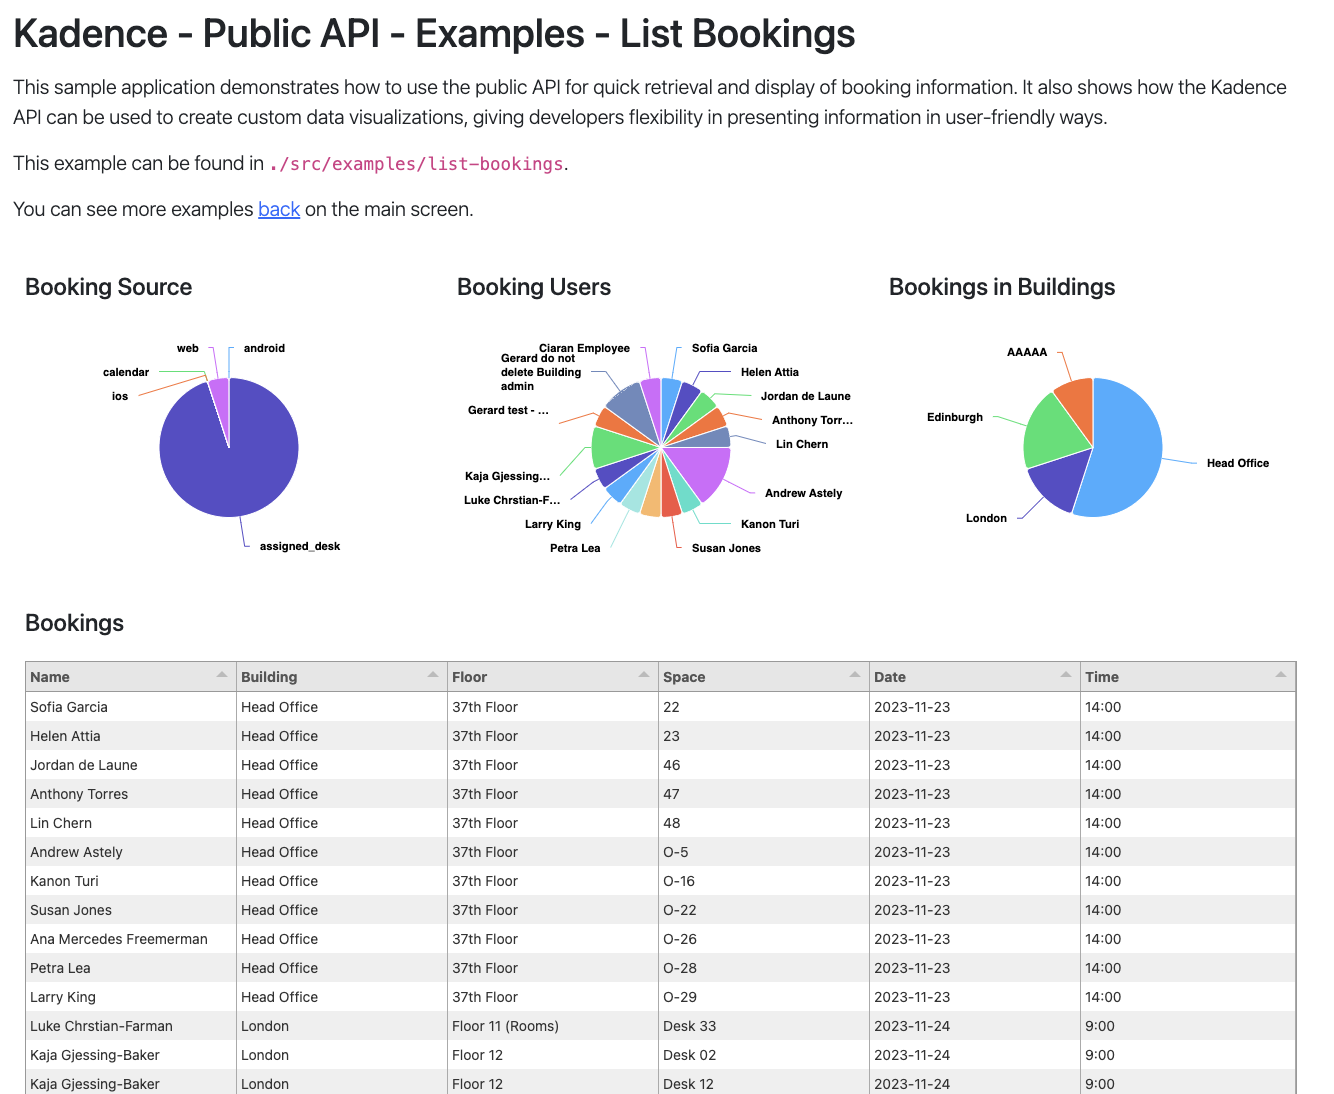 Kadence - Public API - Examples - List Bookings
This sample application demonstrates how to use the public API for quick retrieval and display of booking information. It also shows how the Kadence
API can be used to create custom data visualizations, giving developers flexibility in presenting information in user-friendly ways.
This example can be found in ./src/examples/list-bookings.
You can see more examples back on the main screen.
Booking Source
web
android
calendar
ios
assigned_desk
Booking Users
Ciaran Employee
Sofia Garcia
Gerard do not
delete Building
admin
Helen Attia
Jordan de Laune
Gerard test - ...
Anthony Torr...
Lin Chern
Kaja Gjessing...
Andrew Astely
Luke Chrstian-F...
Larry King
Kanon Turi
Petra Lea
Susan Jones
Bookings in Buildings
AAAAA
Edinburgh
Head Office
London
Bookings
Name Building Floor Space Date Time
Sofia Garcia Head Office 37th Floor 22 2023-11-23 14:00
Helen Attia Head Office 37th Floor 23 2023-11-23 14:00
Jordan de Laune Head Office 37th Floor 46 2023-11-23 14:00
Anthony Torres Head Office 37th Floor 47 2023-11-23 14:00
Lin Chern Head Office 37th Floor 48 2023-11-23 14:00
Andrew Astely Head Office 37th Floor O-5 2023-11-23 14:00
Kanon Turi Head Office 37th Floor O-16 2023-11-23 14:00
Susan Jones Head Office 37th Floor O-22 2023-11-23 14:00
Ana Mercedes Freemerman Head Office 37th Floor O-26 2023-11-23 14:00
Petra Lea Head Office 37th Floor O-28 2023-11-23 14:00
Larry King Head Office 37th Floor O-29 2023-11-23 14:00
Luke Chrstian-Farman London Floor 11 (Rooms) Desk 33 2023-11-24 9:00
Kaja Gjessing-Baker London Floor 12 Desk 02 2023-11-24 9:00
Kaja Gjessing-Baker London Floor 12 Desk 12 2023-11-24 9:00